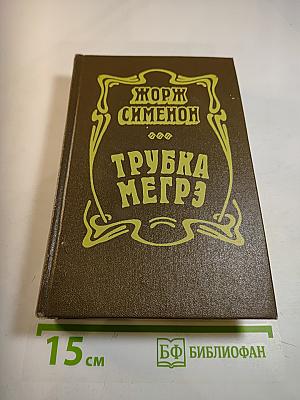 ЖОРЖ
СИМЕНОН
ТРУБКА
МЕГРЭ
15 см
БФ БИБЛИОФАН